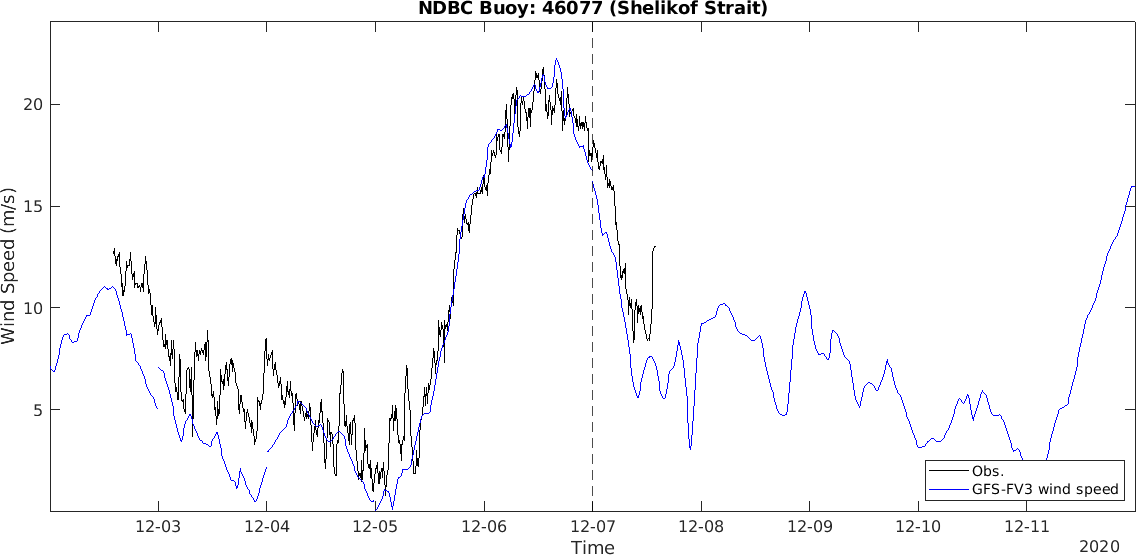 NDBC Buoy: 46077 (Shelikof Strait)
Wind Speed (m/s)
20
15
10
5
Obs.
GFS-FV3 wind speed
12-03 12-04 12-05 12-06 12-07 12-08 12-09 12-10 12-11
Time
2020